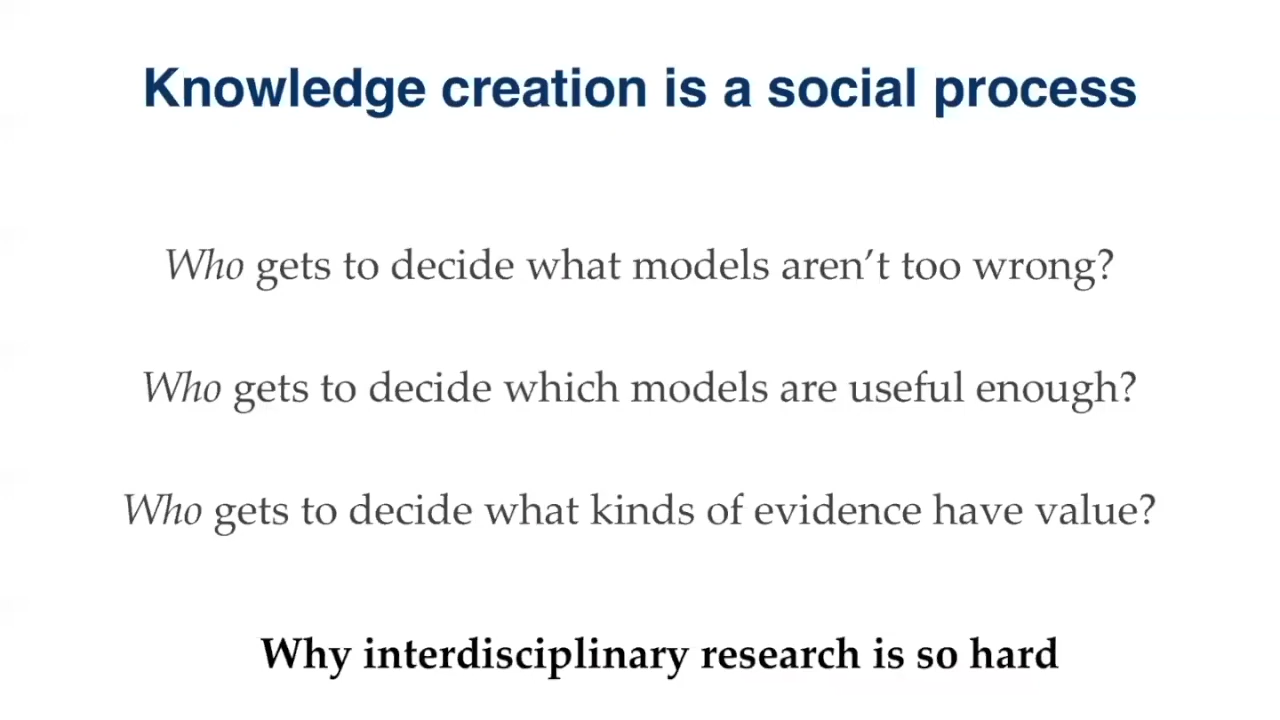 Knowledge creation is a social process
Who gets to decide what models aren’t too wrong?
Who gets to decide which models are useful enough?
Who gets to decide what kinds of evidence have value?
Why interdisciplinary research is so hard